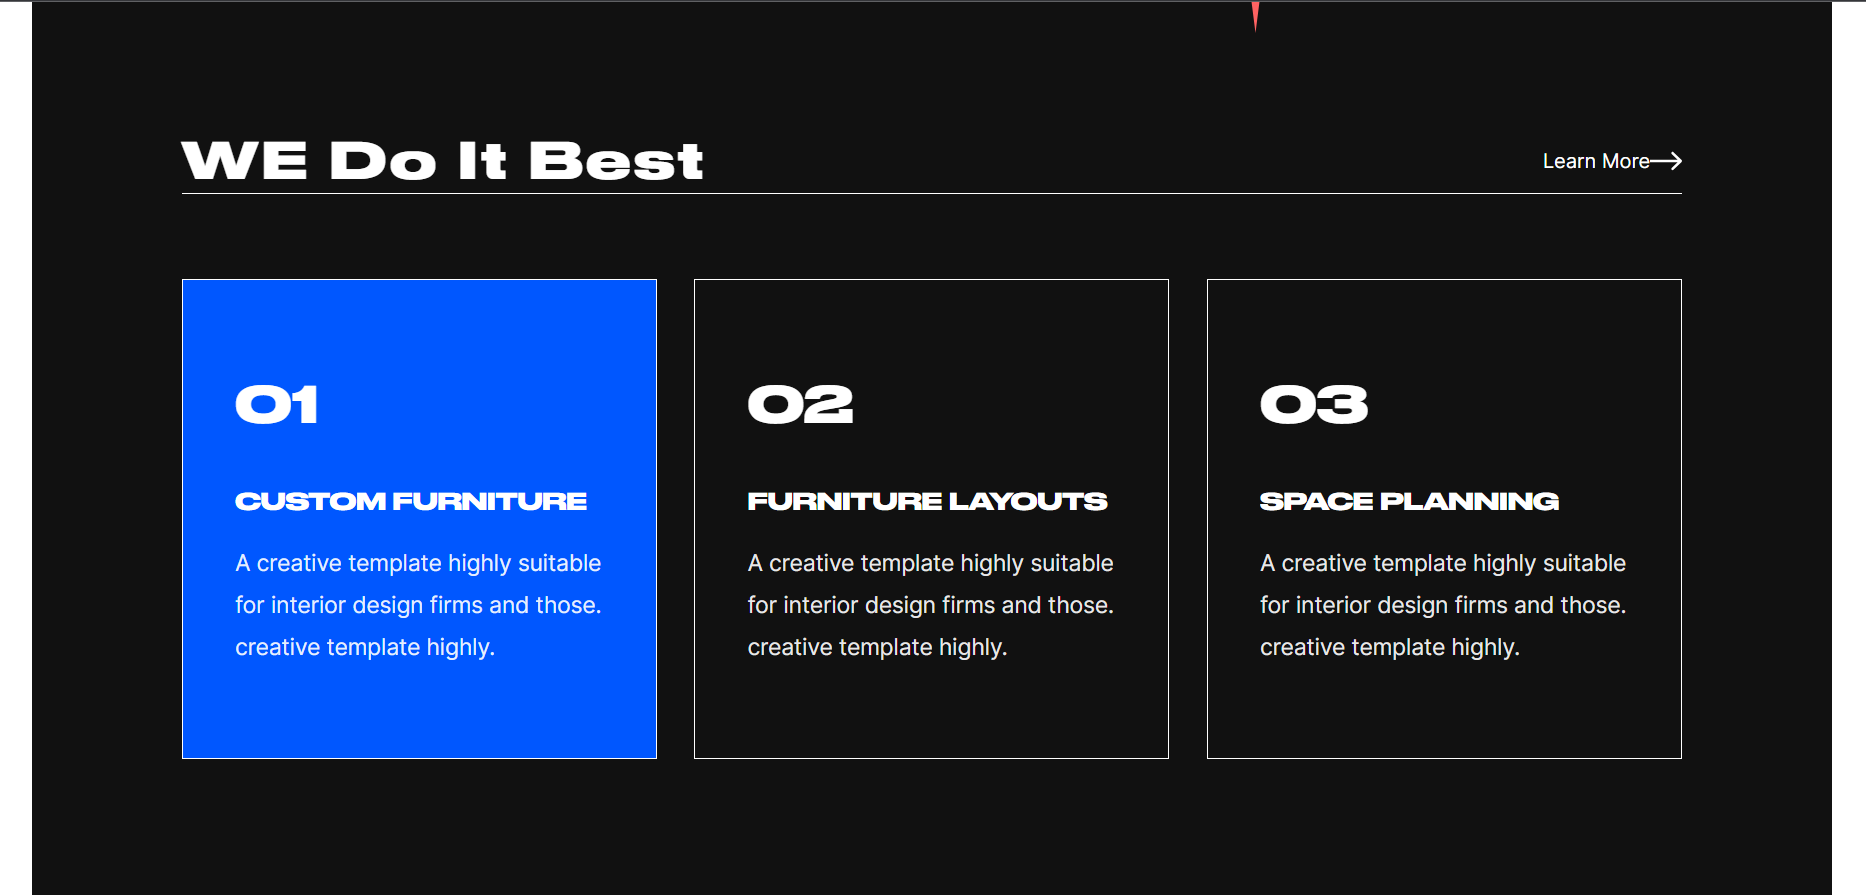 WE Do It Best
Learn More
01
CUSTOM FURNITURE
A creative template highly suitable
for interior design firms and those.
creative template highly.
02
FURNITURE LAYOUTS
A creative template highly suitable
for interior design firms and those.
creative template highly.
03
SPACE PLANNING
A creative template highly suitable
for interior design firms and those.
creative template highly.